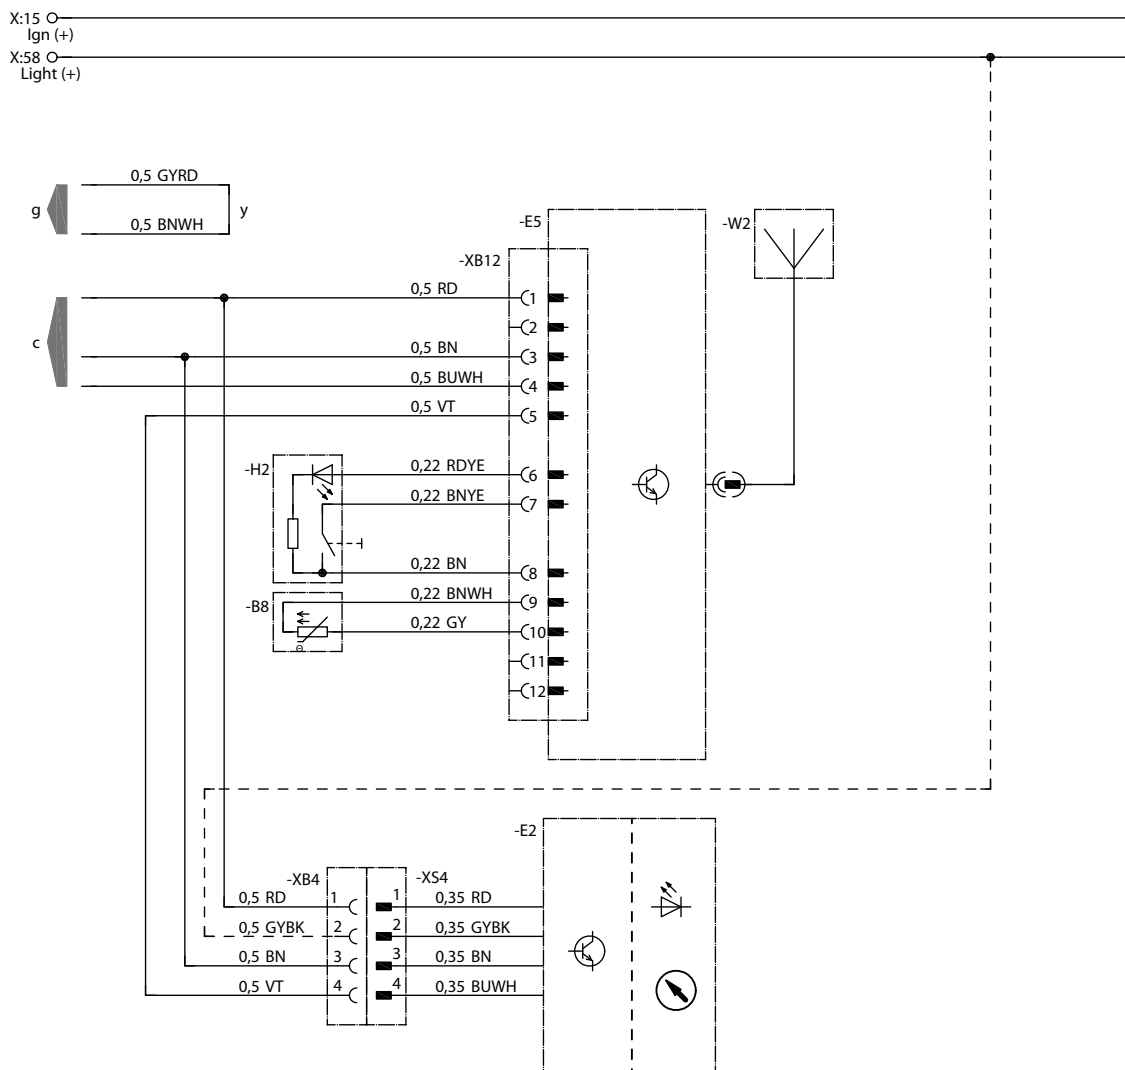 X:15
Ign (+)
X:58
Light (+)
0,5 GYRD
g
y
0,5 BNWH
-E5
-W2
-XB12
0,5 RD
1
2
c
0,5 BN
3
0,5 BUWH
4
0,5 VT
5
-H2
0,22 RDYE
6
0,22 BNYE
7
0,22 BN
8
-B8
0,22 BNWH
9
0,22 GY
10
Θ
11
12
-E2
-XB4
-XS4
0,5 RD
1
1
0,35 RD
0,5 GYBK
2
2
0,35 GYBK
0,5 BN
3
3
0,35 BN
0,5 VT
4
4
0,35 BUWH